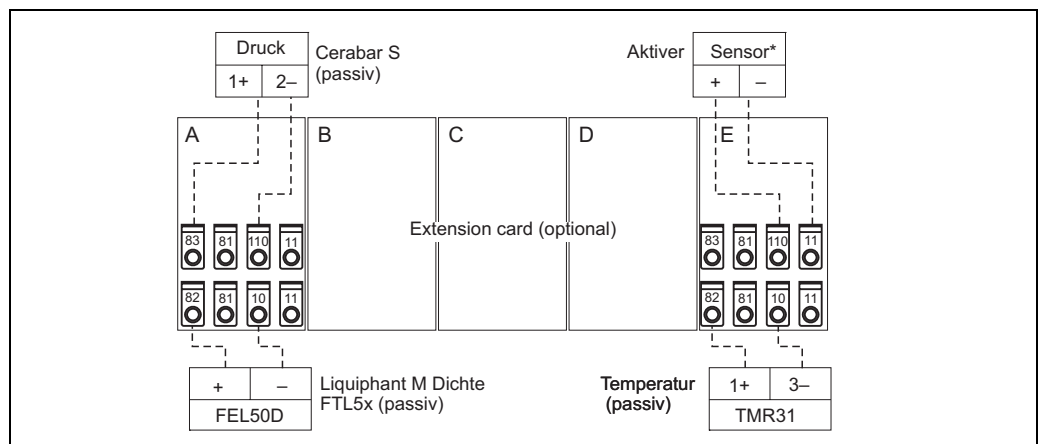 Druck
1+ 2–
Cerabar S
(passiv)
Aktiver
Sensor*
+ –
A B C D E
Extension card (optional)
83 81 110 11
82 81 10 11
83 81 110 11
82 81 10 11
+ –
FEL50D
Liquiphant M Dichte
FTL5x (passiv)
Temperatur
(passiv)
1+ 3–
TMR31